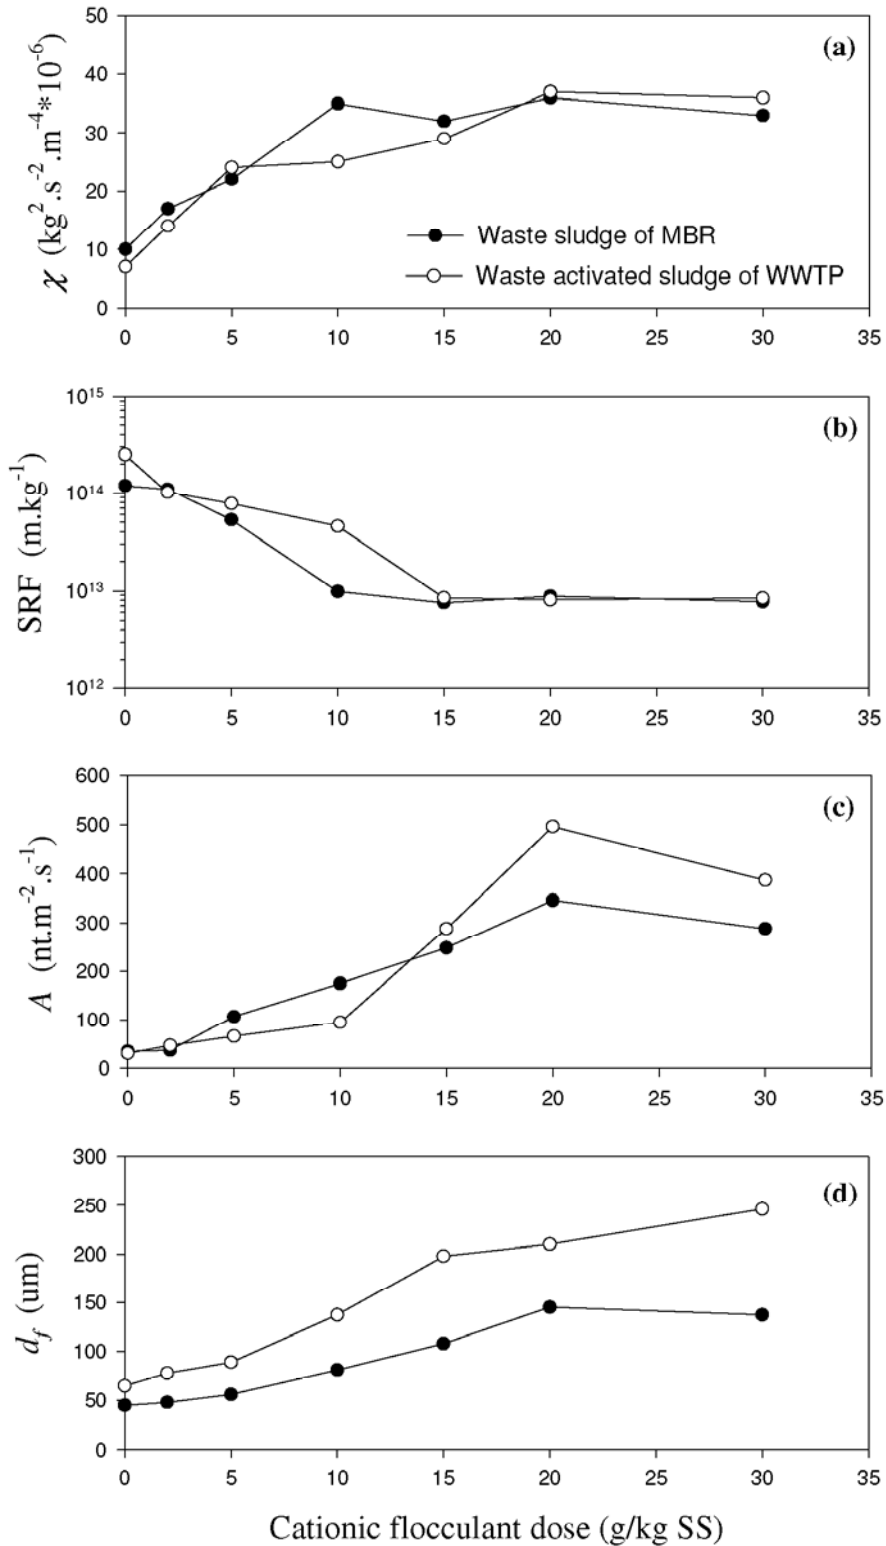 50
(a)
40
30
20
10
0
χ (kg².s⁻².m⁻⁴*10⁻⁶)
Waste sludge of MBR
Waste activated sludge of WWTP
0 5 10 15 20 25 30 35
10¹⁵
(b)
10¹⁴
10¹³
10¹²
SRF (m.kg⁻¹)
0 5 10 15 20 25 30 35
600
(c)
500
400
300
200
100
0
A (nt.m⁻².s⁻¹)
0 5 10 15 20 25 30 35
300
(d)
250
200
150
100
50
0
d_f (um)
0 5 10 15 20 25 30 35
Cationic flocculant dose (g/kg SS)